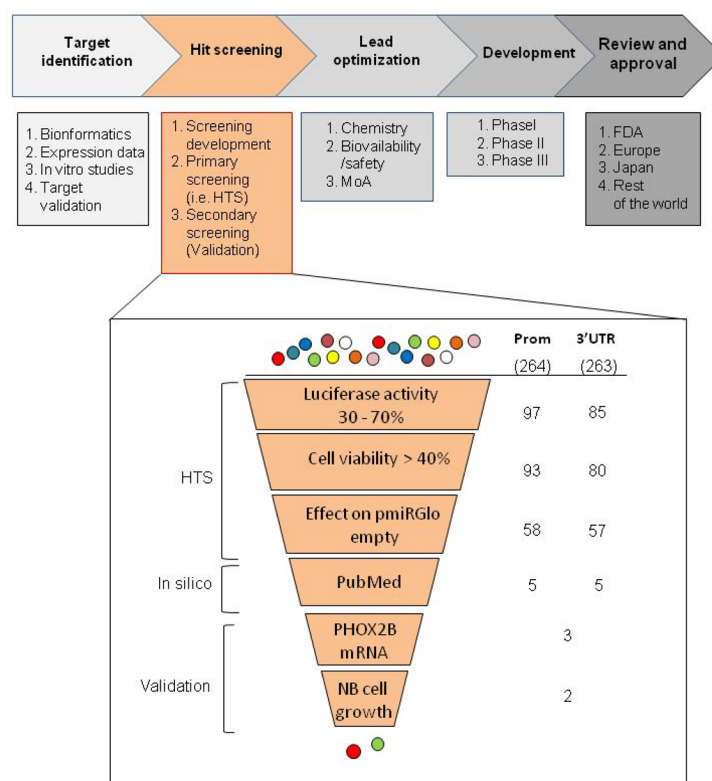 Target
identification
Hit screening
Lead
optimization
Development
Review and
approval
1. Bionformatics
2. Expression data
3. In vitro studies
4. Target
validation
1. Screening
development
2. Primary
screening
(i.e. HTS)
3. Secondary
screening
(Validation)
1. Chemistry
2. Biovailability
/safety
3. MoA
1. PhaseI
2. Phase II
3. Phase III
1. FDA
2. Europe
3. Japan
4. Rest
of the world
Prom 3'UTR
(264) (263)
Luciferase activity
30 - 70%
97 85
Cell viability > 40%
93 80
HTS
Effect on pmiRGlo
empty
58 57
In silico
PubMed
5 5
PHOX2B
mRNA
3
Validation
NB cell
growth
2